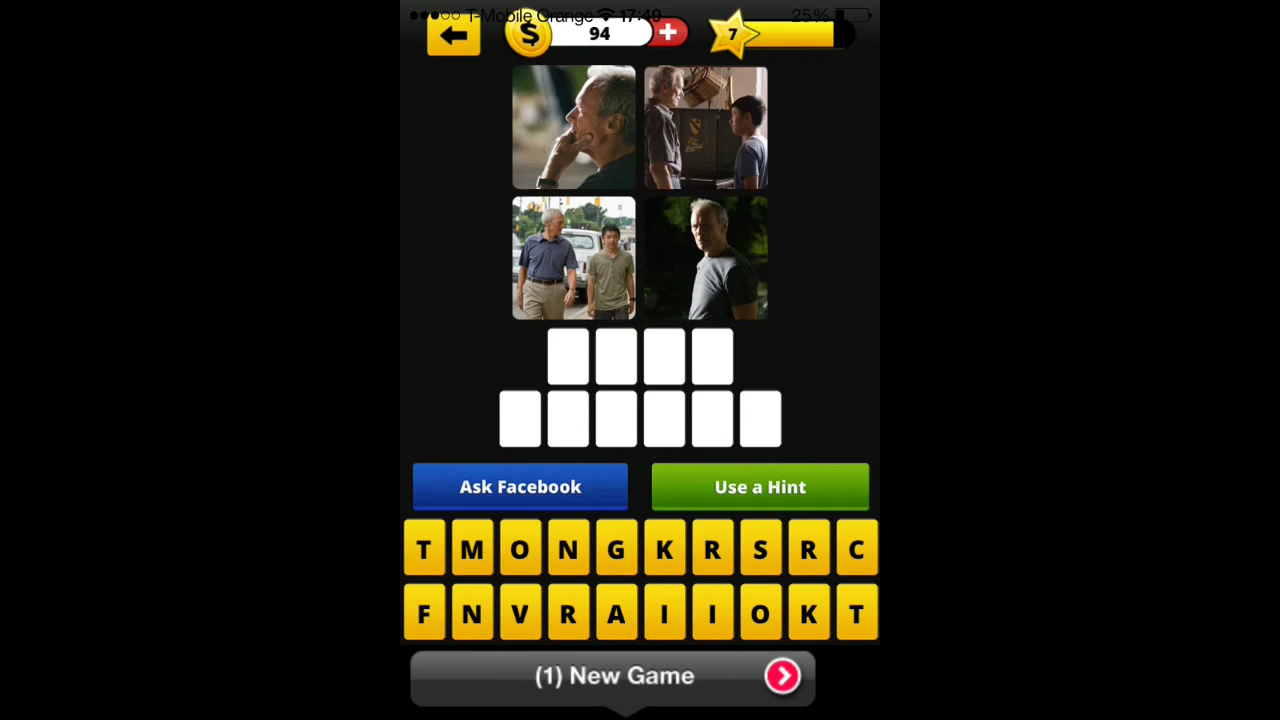 T-Mobile Orange 17:49 25%
94 7
Ask Facebook Use a Hint
T M O N G K R S R C
F N V R A I I O K T
(1) New Game